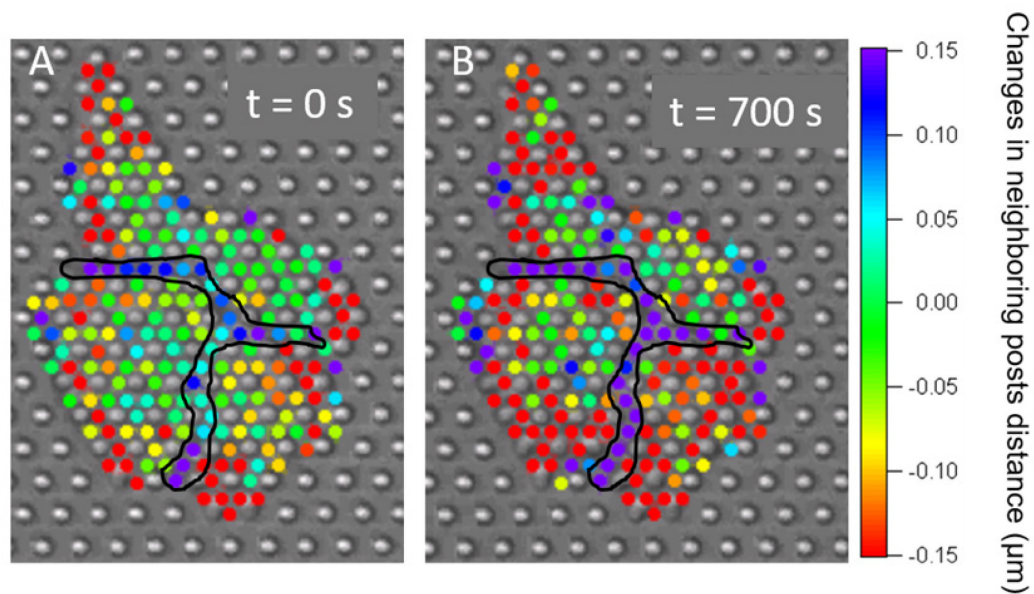 A
t = 0 s
B
t = 700 s
0.15
0.10
0.05
0.00
-0.05
-0.10
-0.15
Changes in neighboring posts distance (µm)